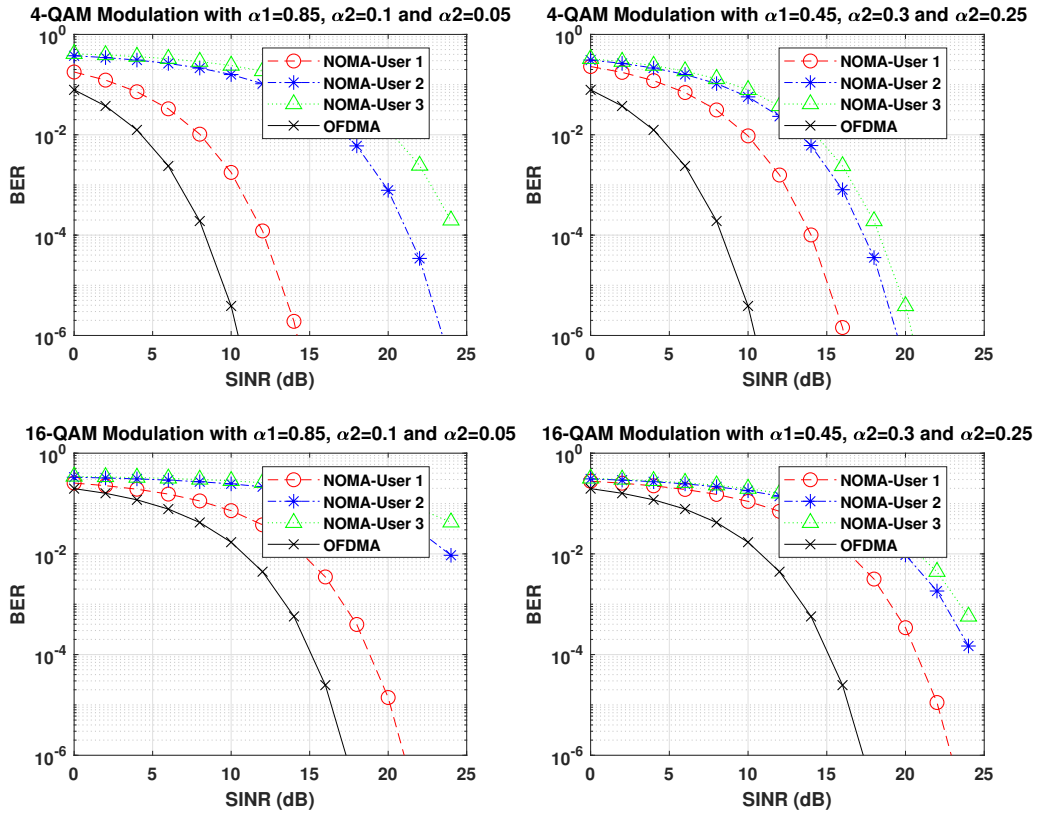 4-QAM Modulation with α1=0.85, α2=0.1 and α2=0.05
10^0
10^-2
10^-4
10^-6
BER
0 5 10 15 20 25
SINR (dB)
NOMA-User 1
NOMA-User 2
NOMA-User 3
OFDMA
4-QAM Modulation with α1=0.45, α2=0.3 and α2=0.25
10^0
10^-2
10^-4
10^-6
BER
0 5 10 15 20 25
SINR (dB)
NOMA-User 1
NOMA-User 2
NOMA-User 3
OFDMA
16-QAM Modulation with α1=0.85, α2=0.1 and α2=0.05
10^0
10^-2
10^-4
10^-6
BER
0 5 10 15 20 25
SINR (dB)
NOMA-User 1
NOMA-User 2
NOMA-User 3
OFDMA
16-QAM Modulation with α1=0.45, α2=0.3 and α2=0.25
10^0
10^-2
10^-4
10^-6
BER
0 5 10 15 20 25
SINR (dB)
NOMA-User 1
NOMA-User 2
NOMA-User 3
OFDMA